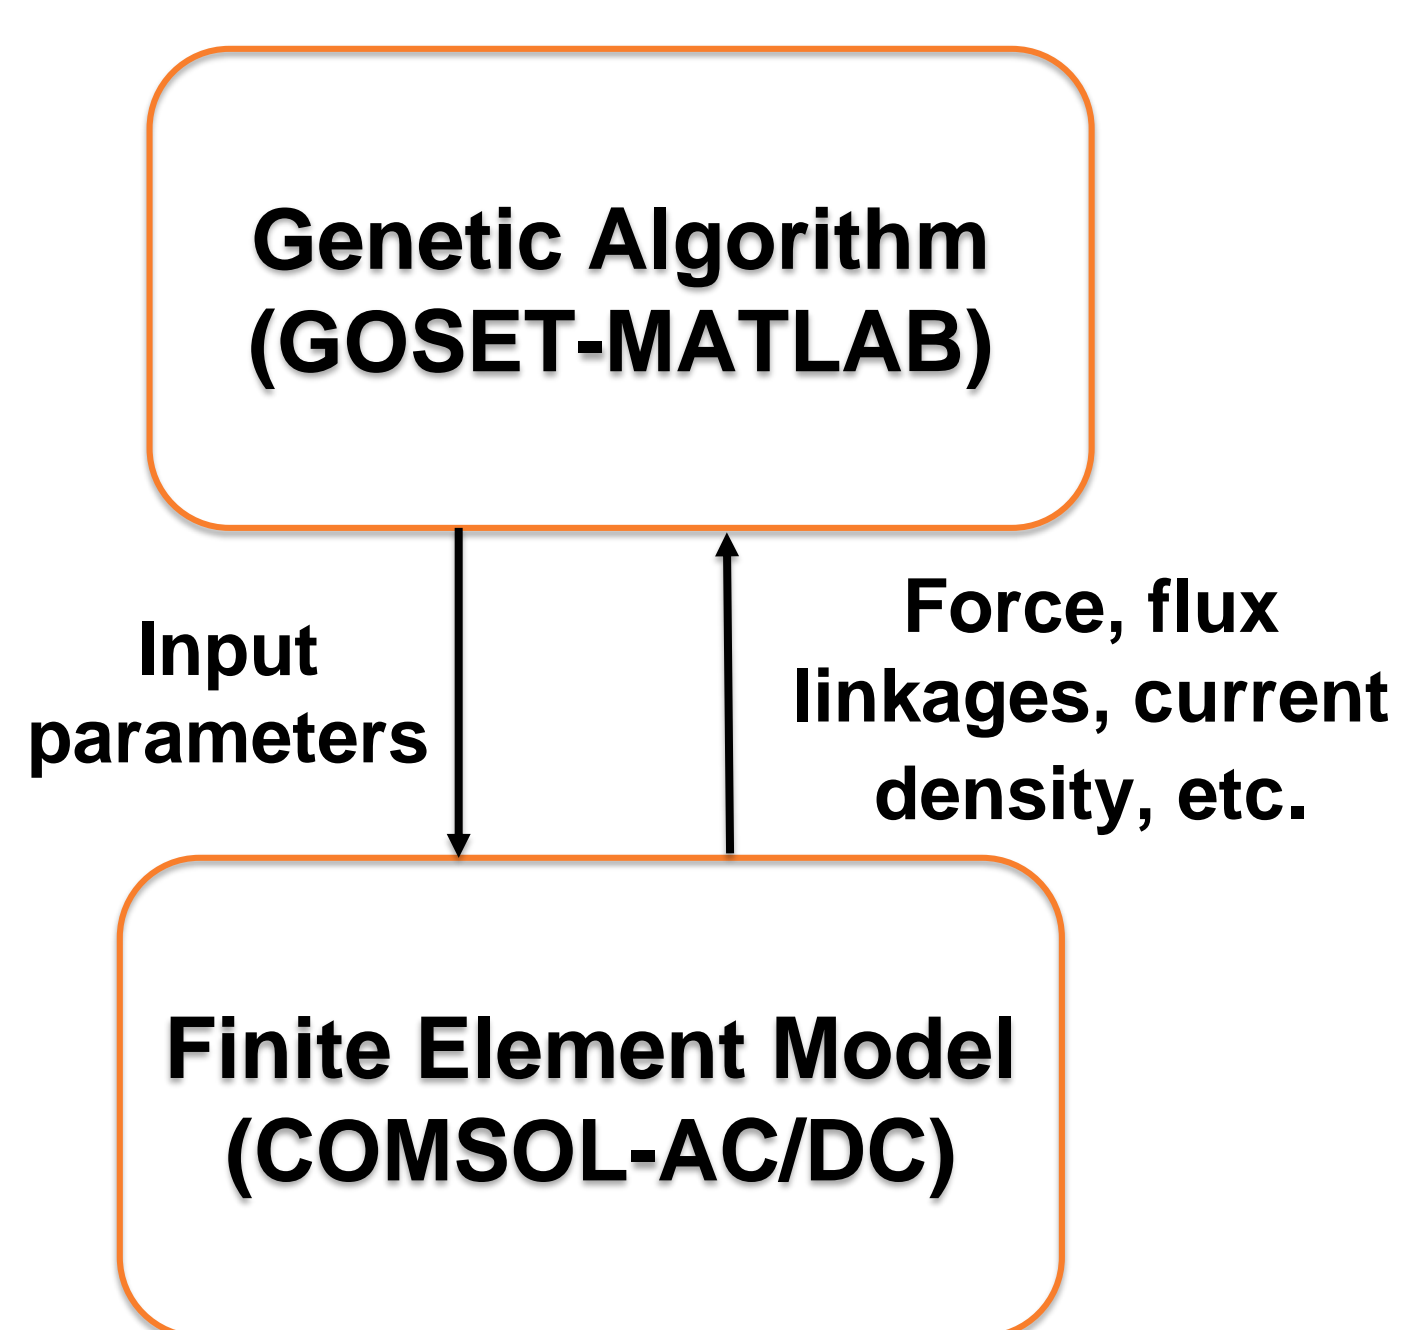 Genetic Algorithm
(GOSET-MATLAB)
Input
parameters
Force, flux
linkages, current
density, etc.
Finite Element Model
(COMSOL-AC/DC)